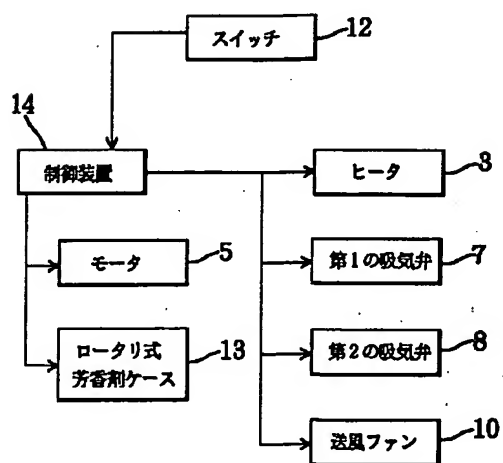 スイッチ
12
14
制御装置
ヒータ
3
モータ
5
第1の吸気弁
7
ロータリ式
芳香剤ケース
13
第2の吸気弁
8
送風ファン
10